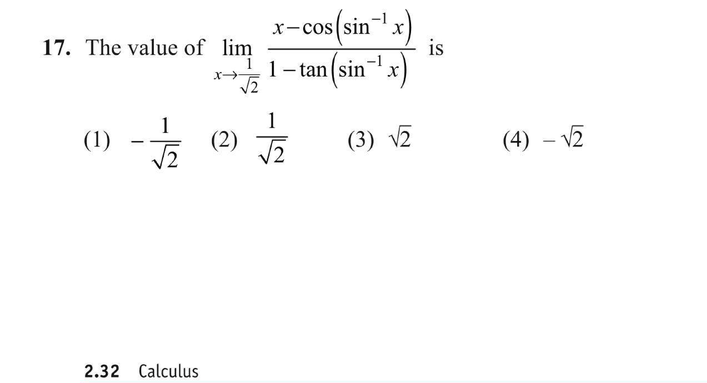 17. The value of lim x→1/√2 (x−cos(sin⁻¹ x))/(1−tan(sin⁻¹ x)) is
(1) −1/√2 (2) 1/√2 (3) √2 (4) −√2
2.32 Calculus